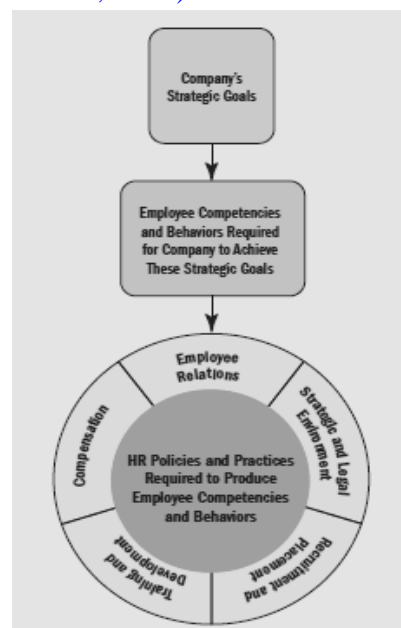 Company's
Strategic Goals
Employee Competencies
and Behaviors Required
for Company to Achieve
These Strategic Goals
Employee
Relations
Strategic and Legal
Environment
Recruitment and
Placement
Training and
Development
Compensation
HR Policies and Practices
Required to Produce
Employee Competencies
and Behaviors